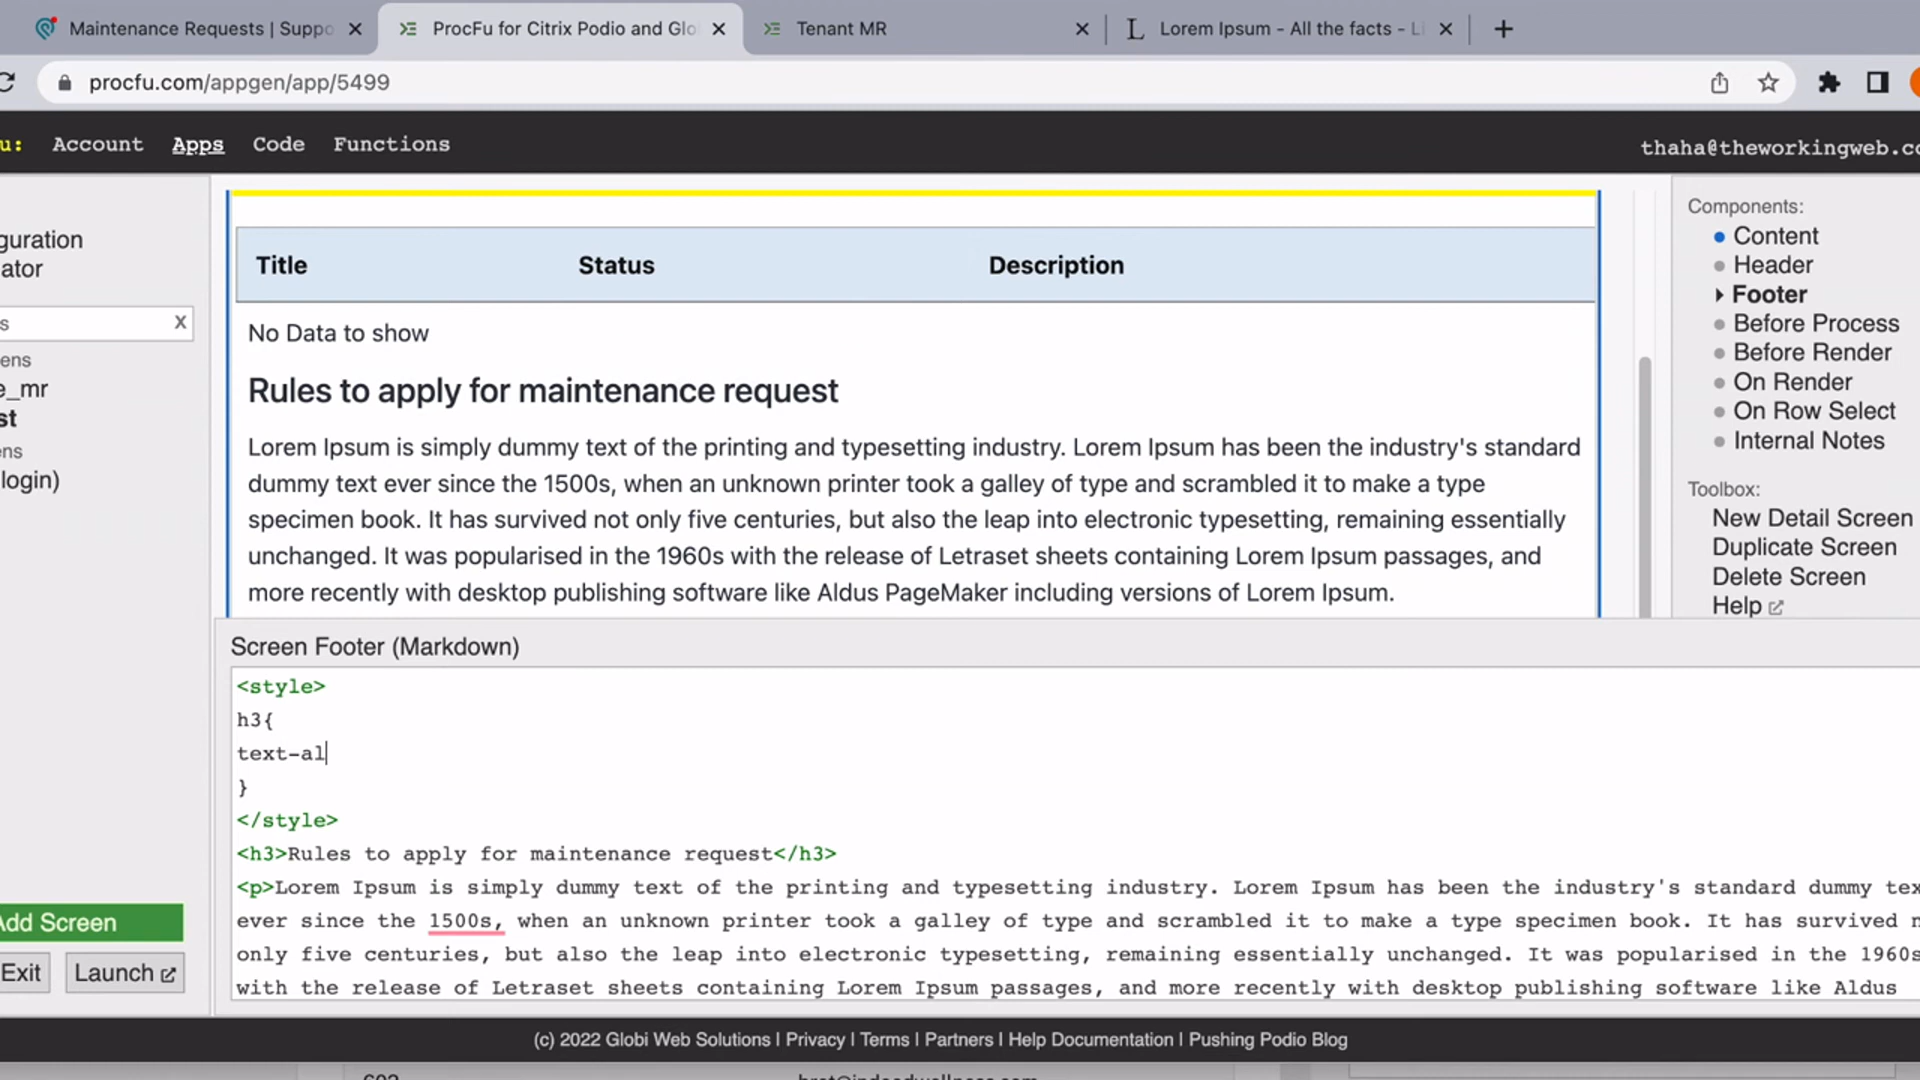 Maintenance Requests | Suppo
ProcFu for Citrix Podio and Glo
Tenant MR
Lorem Ipsum - All the facts - Li
procfu.com/appgen/app/5499
u: Account Apps Code Functions
thaha@theworkingweb.co
guration
ator
s X
ens
e_mr
st
ens
login)
Add Screen
Exit Launch
Title Status Description
No Data to show
Rules to apply for maintenance request
Lorem Ipsum is simply dummy text of the printing and typesetting industry. Lorem Ipsum has been the industry's standard
dummy text ever since the 1500s, when an unknown printer took a galley of type and scrambled it to make a type
specimen book. It has survived not only five centuries, but also the leap into electronic typesetting, remaining essentially
unchanged. It was popularised in the 1960s with the release of Letraset sheets containing Lorem Ipsum passages, and
more recently with desktop publishing software like Aldus PageMaker including versions of Lorem Ipsum.
Components:
Content
Header
Footer
Before Process
Before Render
On Render
On Row Select
Internal Notes
Toolbox:
New Detail Screen
Duplicate Screen
Delete Screen
Help
Screen Footer (Markdown)
<style>
h3{
text-al
}
</style>
<h3>Rules to apply for maintenance request</h3>
<p>Lorem Ipsum is simply dummy text of the printing and typesetting industry. Lorem Ipsum has been the industry's standard dummy tex
ever since the 1500s, when an unknown printer took a galley of type and scrambled it to make a type specimen book. It has survived n
only five centuries, but also the leap into electronic typesetting, remaining essentially unchanged. It was popularised in the 1960s
with the release of Letraset sheets containing Lorem Ipsum passages, and more recently with desktop publishing software like Aldus
(c) 2022 Globi Web Solutions | Privacy | Terms | Partners | Help Documentation | Pushing Podio Blog